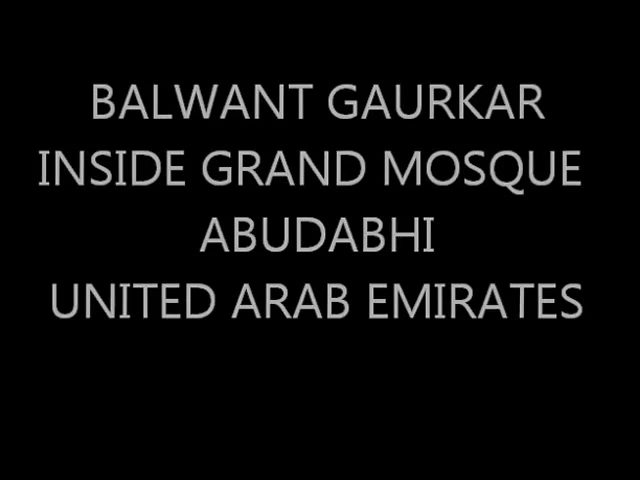 BALWANT GAURKAR
INSIDE GRAND MOSQUE
ABUDABHI
UNITED ARAB EMIRATES